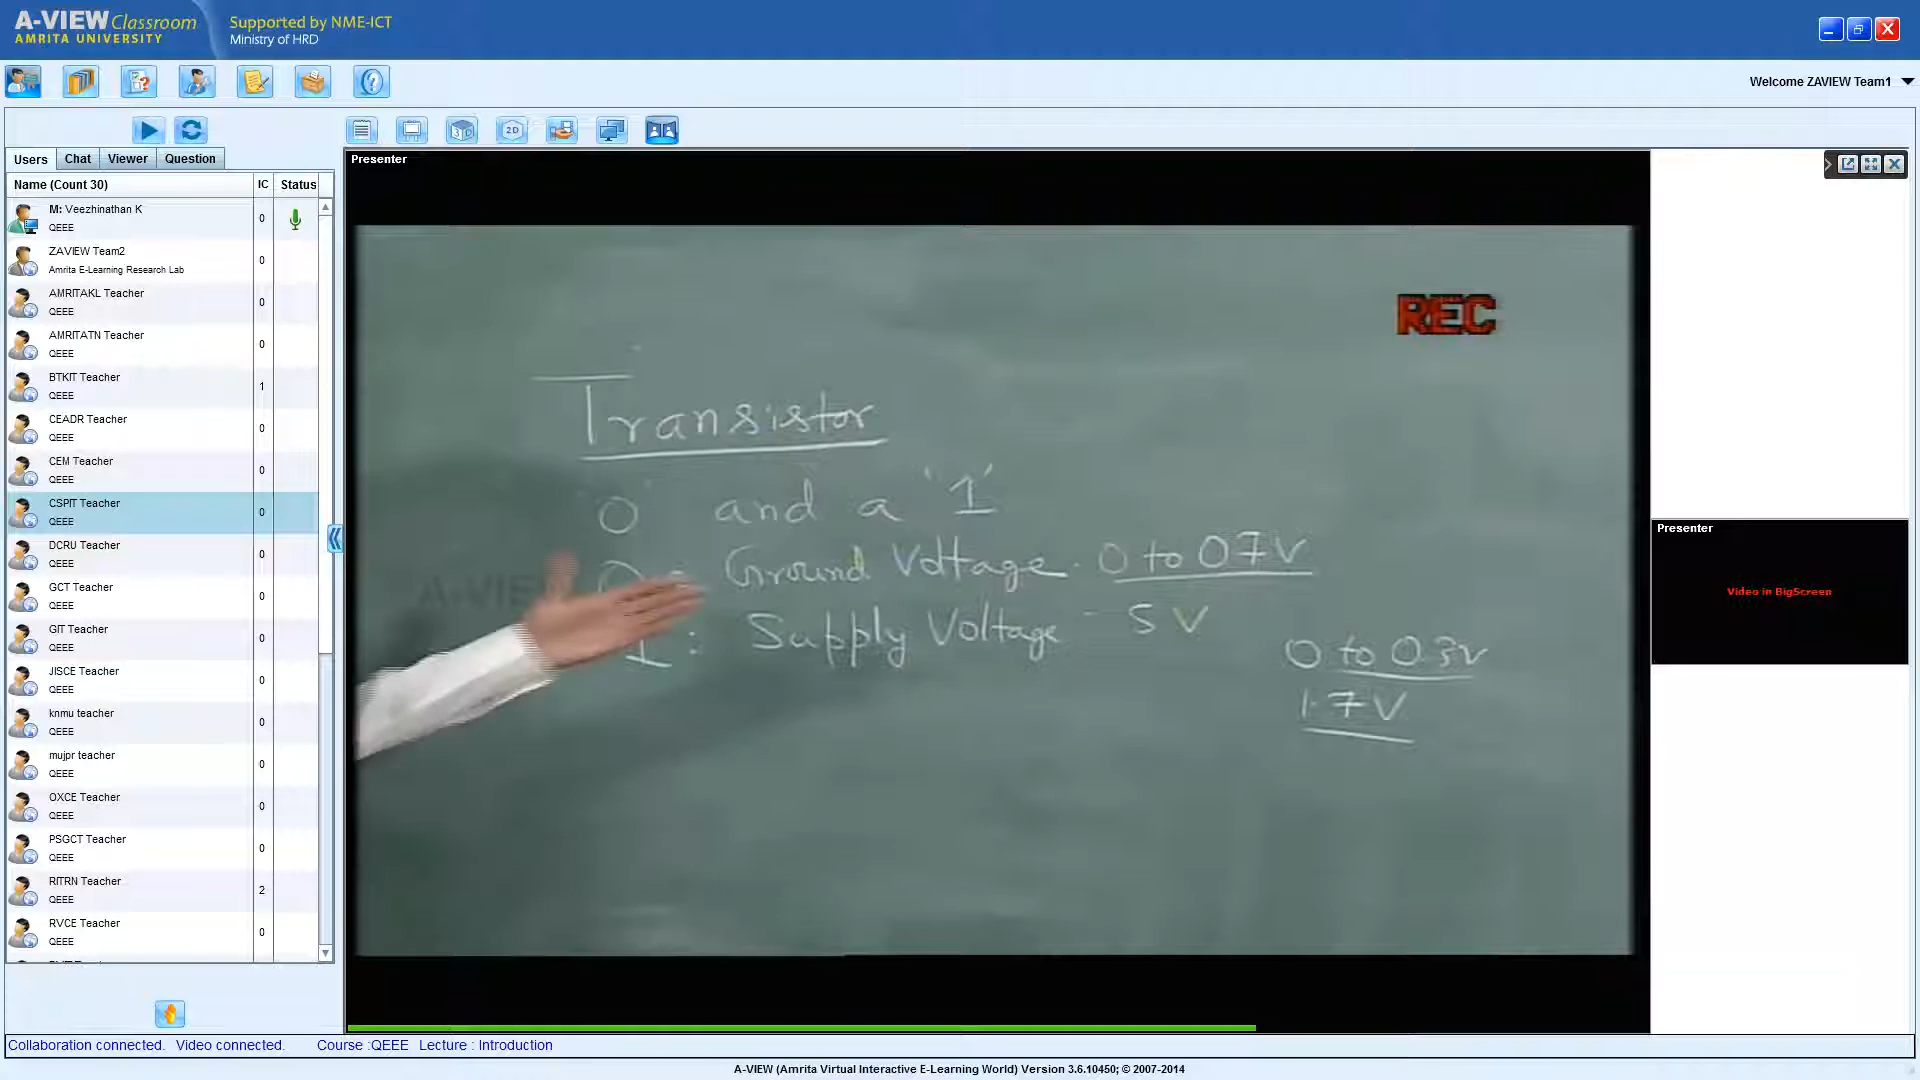 A-VIEW Classroom
AMRITA UNIVERSITY
Supported by NME-ICT
Ministry of HRD
Welcome ZAVIEW Team1
Users Chat Viewer Question
Name (Count 30) IC Status
M: Veezhinathan K
QEEE
0
ZAVIEW Team2
Amrita E-Learning Research Lab
0
AMRITAKL Teacher
QEEE
0
AMRITATN Teacher
QEEE
0
BTKIT Teacher
QEEE
1
CEADR Teacher
QEEE
0
CEM Teacher
QEEE
0
CSPIT Teacher
QEEE
0
DCRU Teacher
QEEE
0
GCT Teacher
QEEE
0
GIT Teacher
QEEE
0
JISCE Teacher
QEEE
0
knmu teacher
QEEE
0
mujpr teacher
QEEE
0
OXCE Teacher
QEEE
0
PSGCT Teacher
QEEE
0
RITRN Teacher
QEEE
2
RVCE Teacher
QEEE
0
Presenter
REC
Transistor
0 and a '1'
Ground Voltage. 0 to 0.7V
1 : Supply Voltage - 5 V
0 to 0.3V
1.7 V
A-VIEW
Presenter
Video in BigScreen
Collaboration connected. Video connected. Course :QEEE Lecture : Introduction
A-VIEW (Amrita Virtual Interactive E-Learning World) Version 3.6.10450; © 2007-2014